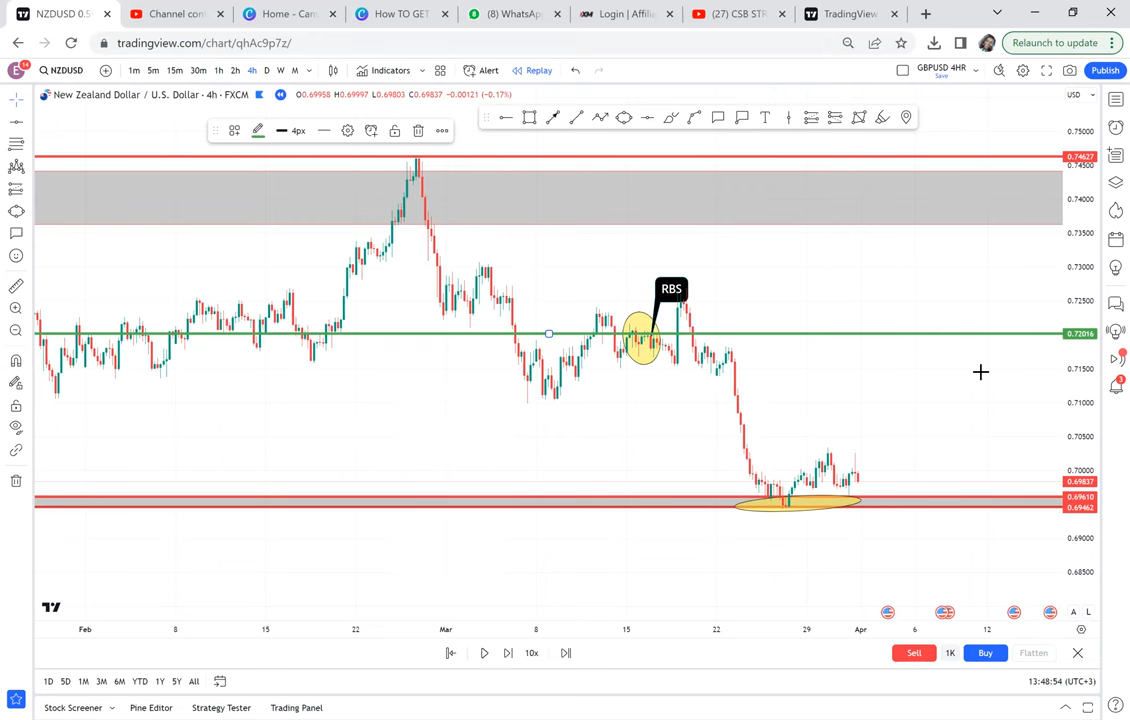 NZDUSD 0.5
Channel con
Home - Can
How TO GET
(8) WhatsAp
Login | Affilia
(27) CSB STR
TradingView
tradingview.com/chart/qhAc9p7z/
Relaunch to update
E
14
NZDUSD
1m 5m 15m 30m 1h 2h 4h D W M
Indicators
Alert
Replay
GBPUSD 4HR
Save
Publish
New Zealand Dollar / U.S. Dollar · 4h · FXCM
O0.69958 H0.69997 L0.69803 C0.69837 -0.00121 (-0.17%)
USD
4px
0.75000
0.74627
0.74500
0.74000
0.73500
0.73000
RBS
0.72500
0.72016
0.71500
0.71000
0.70500
0.70000
0.69837
0.69610
0.69462
0.69000
0.68500
3
A L
Feb 8 15 22 Mar 8 15 22 Apr 6 12
10x
Sell 1K Buy Flatten
1D 5D 1M 3M 6M YTD 1Y 5Y All
13:48:54 (UTC+3)
Stock Screener Pine Editor Strategy Tester Trading Panel